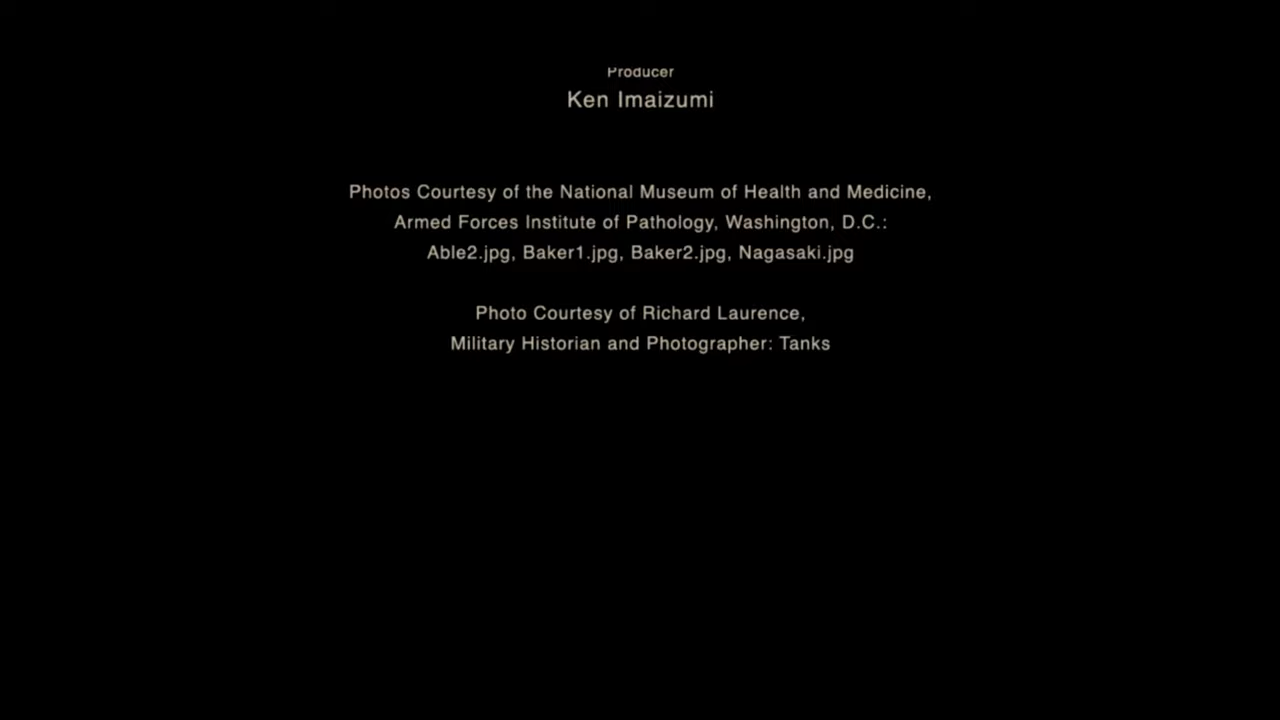 Producer
Ken Imaizumi
Photos Courtesy of the National Museum of Health and Medicine,
Armed Forces Institute of Pathology, Washington, D.C.:
Able2.jpg, Baker1.jpg, Baker2.jpg, Nagasaki.jpg
Photo Courtesy of Richard Laurence,
Military Historian and Photographer: Tanks